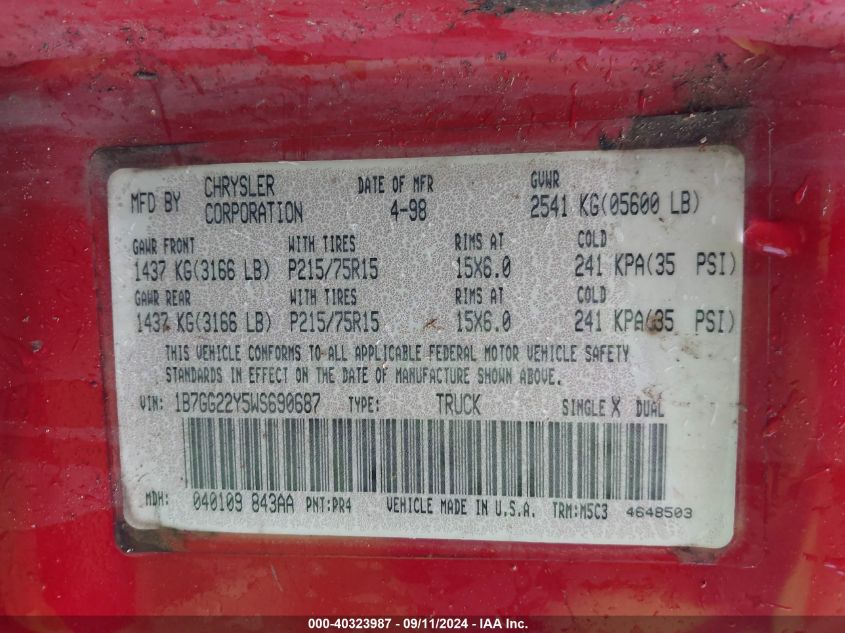 MFD BY CHRYSLER CORPORATION DATE OF MFR 4-98 GVWR 2541 KG(05600 LB)
GAWR FRONT WITH TIRES RIMS AT COLD
1437 KG(3166 LB) P215/75R15 15X6.0 241 KPA(35 PSI)
GAWR REAR WITH TIRES RIMS AT COLD
1437 KG(3166 LB) P215/75R15 15X6.0 241 KPA(35 PSI)
THIS VEHICLE CONFORMS TO ALL APPLICABLE FEDERAL MOTOR VEHICLE SAFETY
STANDARDS IN EFFECT ON THE DATE OF MANUFACTURE SHOWN ABOVE.
VIN: 1B7GG22Y5WS690687 TYPE: TRUCK SINGLE X DUAL
MDH: 040109 843AA PNT:PR4 VEHICLE MADE IN U.S.A. TRM:M5C3 4648503
000-40323987 - 09/11/2024 - IAA Inc.